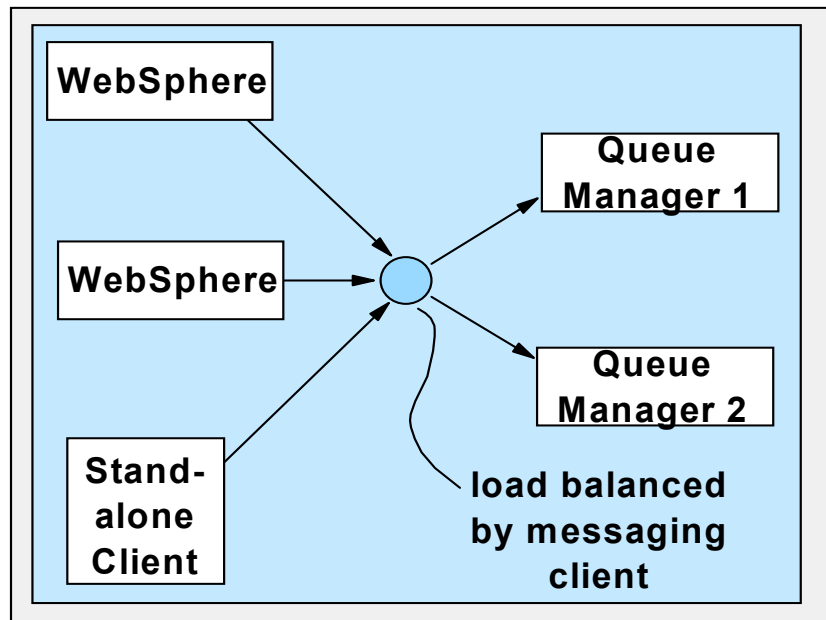 WebSphere
Queue
Manager 1
WebSphere
Queue
Manager 2
Stand-
alone
Client
load balanced
by messaging
client